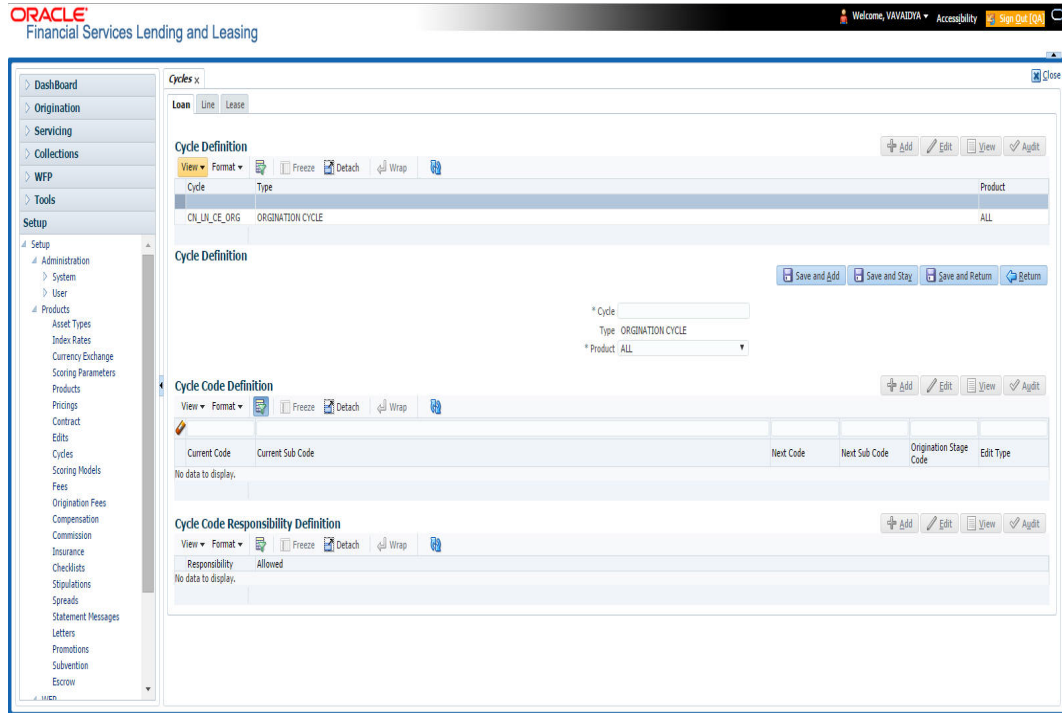 ORACLE'
Financial Services Lending and Leasing
Welcome, VAVAIDYA Accessibility Sign Out [QA]
DashBoard
Origination
Servicing
Collections
WFP
Tools
Setup
Setup
Administration
System
User
Products
Asset Types
Index Rates
Currency Exchange
Scoring Parameters
Products
Pricings
Contract
Edits
Cycles
Scoring Models
Fees
Origination Fees
Compensation
Commission
Insurance
Checklists
Stipulations
Spreads
Statement Messages
Letters
Promotions
Subvention
Escrow
WFP
Cycles x
Close
Loan Line Lease
Cycle Definition
Add Edit View Audit
View Format Freeze Detach Wrap
Cycle Type Product
CN_LN_CE_ORG ORGINATION CYCLE ALL
Cycle Definition
Save and Add Save and Stay Save and Return Return
* Cycle
Type ORGINATION CYCLE
* Product ALL
Cycle Code Definition
Add Edit View Audit
View Format Freeze Detach Wrap
Current Code Current Sub Code Next Code Next Sub Code Origination Stage Code Edit Type
No data to display.
Cycle Code Responsibility Definition
Add Edit View Audit
View Format Freeze Detach Wrap
Responsibility Allowed
No data to display.